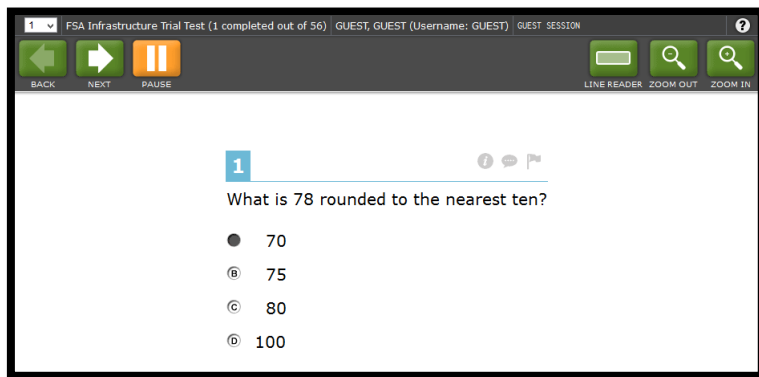 1 FSA Infrastructure Trial Test (1 completed out of 56) GUEST, GUEST (Username: GUEST) GUEST SESSION ?
BACK NEXT PAUSE LINE READER ZOOM OUT ZOOM IN
1
What is 78 rounded to the nearest ten?
70
B 75
C 80
D 100